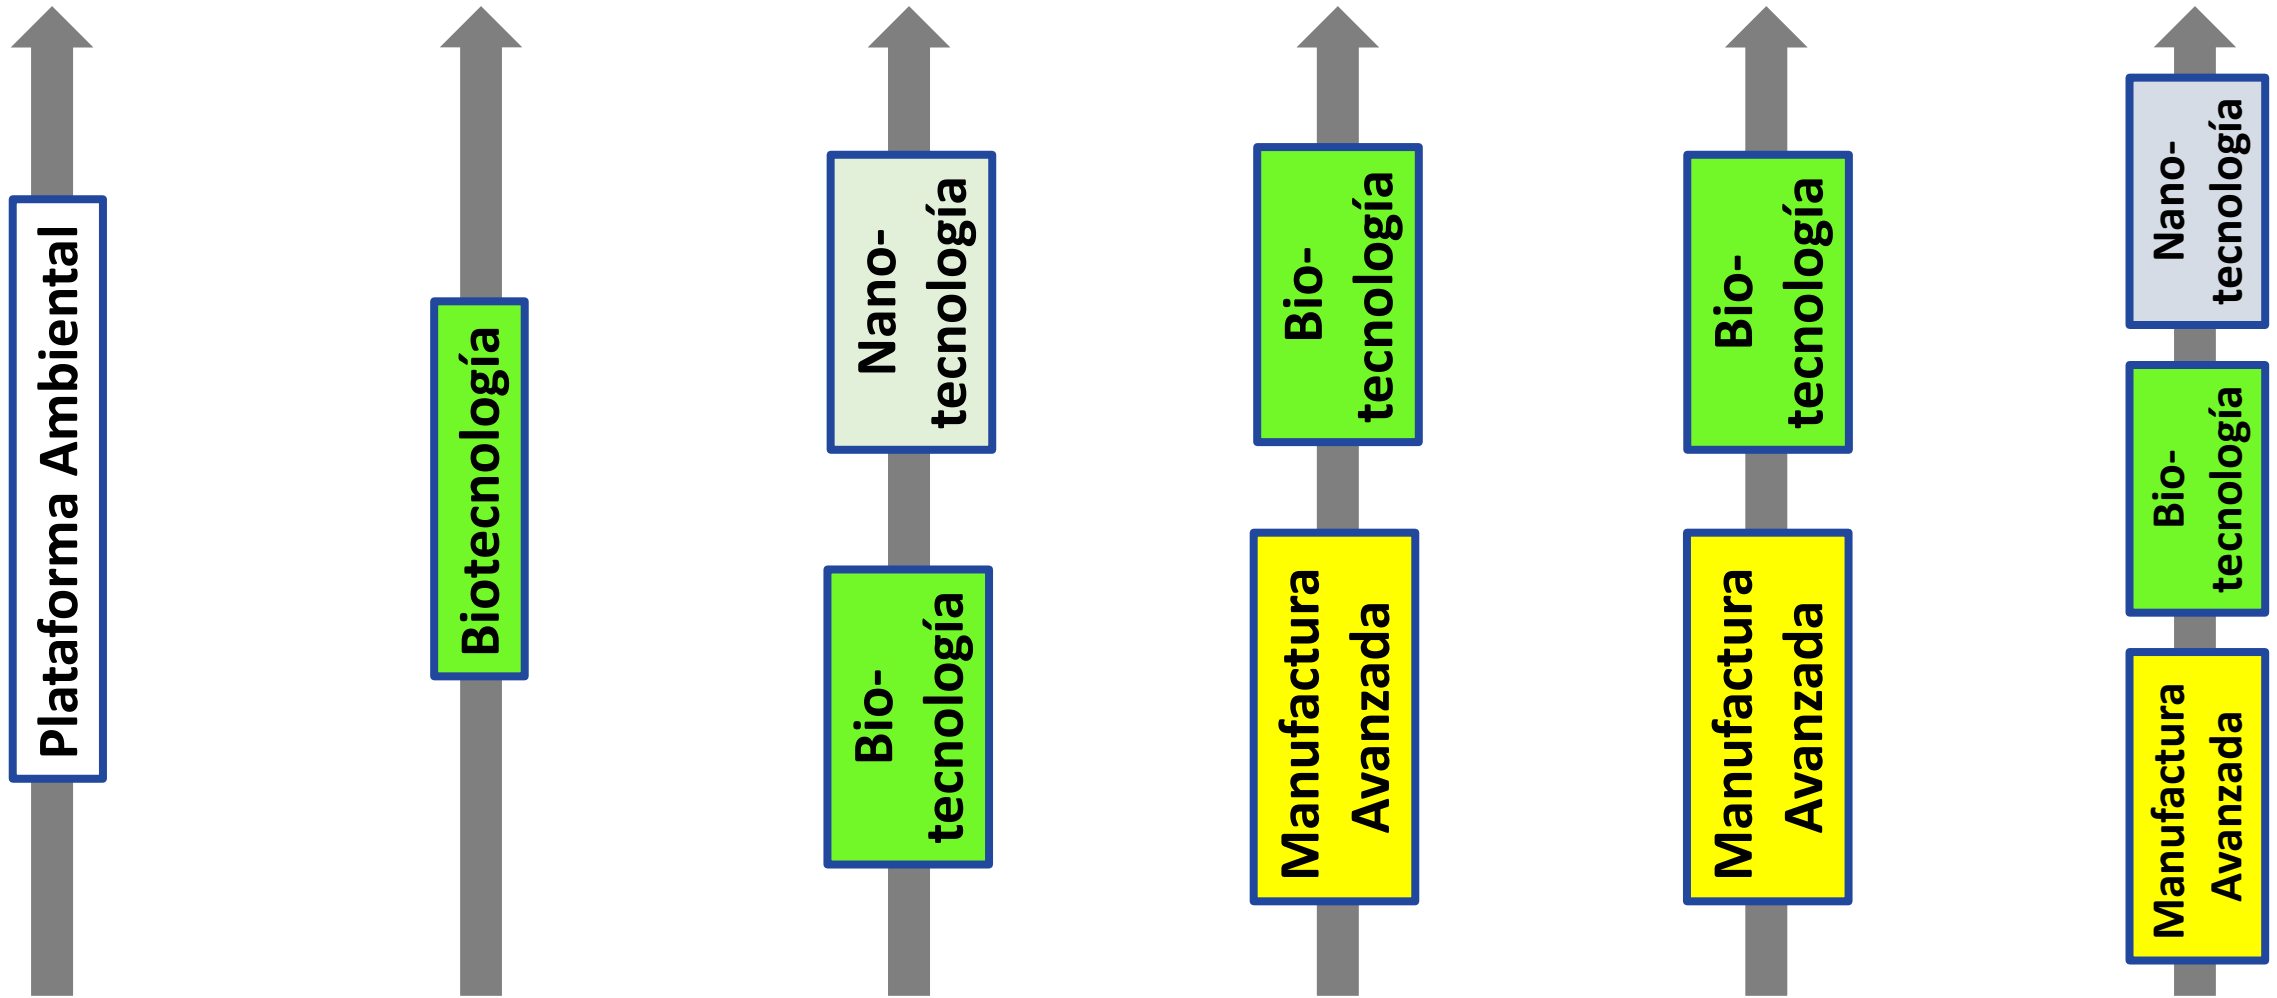 Plataforma Ambiental
Biotecnología
Nano-
tecnología
Bio-
tecnología
Bio-
tecnología
Manufactura
Avanzada
Bio-
tecnología
Manufactura
Avanzada
Nano-
tecnología
Bio-
tecnología
Manufactura
Avanzada